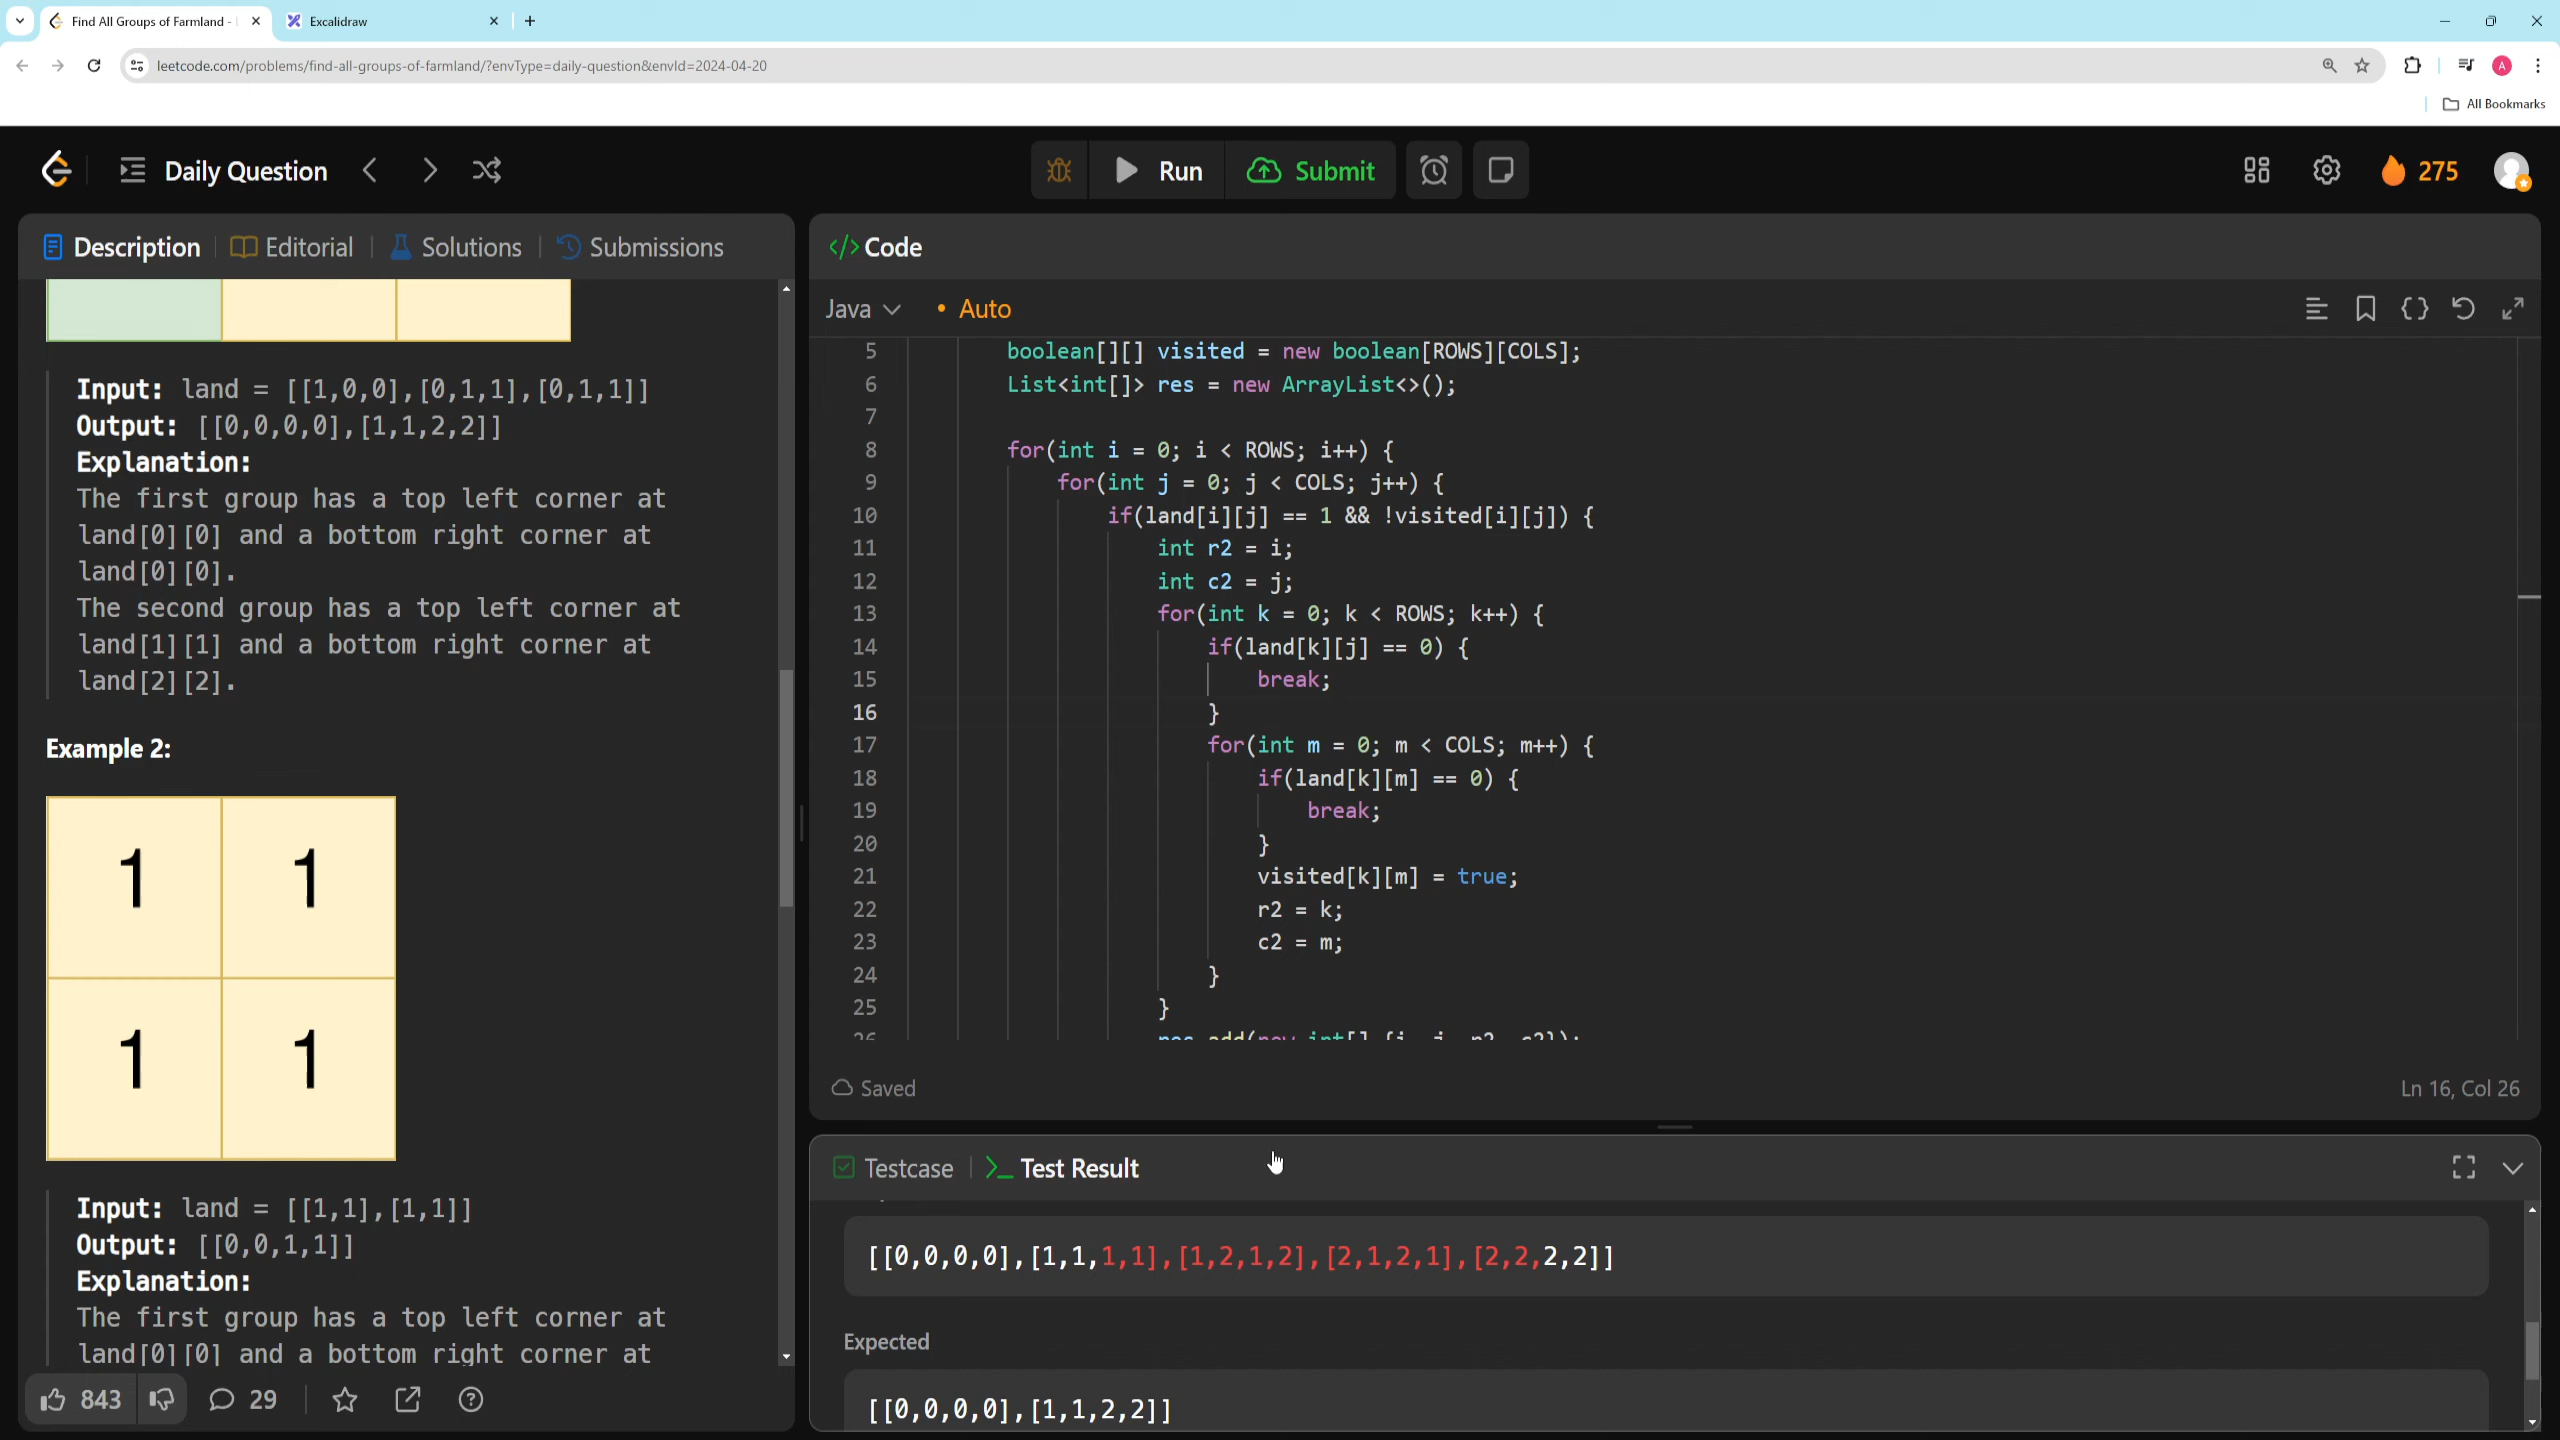 Find All Groups of Farmland -
Excalidraw
leetcode.com/problems/find-all-groups-of-farmland/?envType=daily-question&envId=2024-04-20
A
All Bookmarks
Daily Question
Run
Submit
275
Description
Editorial
Solutions
Submissions
Input: land = [[1,0,0],[0,1,1],[0,1,1]]
Output: [[0,0,0,0],[1,1,2,2]]
Explanation:
The first group has a top left corner at
land[0][0] and a bottom right corner at
land[0][0].
The second group has a top left corner at
land[1][1] and a bottom right corner at
land[2][2].
Example 2:
1 1
1 1
Input: land = [[1,1],[1,1]]
Output: [[0,0,1,1]]
Explanation:
The first group has a top left corner at
land[0][0] and a bottom right corner at
843
29
</> Code
Java
Auto
5 boolean[][] visited = new boolean[ROWS][COLS];
6 List<int[]> res = new ArrayList<>();
7
8 for(int i = 0; i < ROWS; i++) {
9 for(int j = 0; j < COLS; j++) {
10 if(land[i][j] == 1 && !visited[i][j]) {
11 int r2 = i;
12 int c2 = j;
13 for(int k = 0; k < ROWS; k++) {
14 if(land[k][j] == 0) {
15 break;
16 }
17 for(int m = 0; m < COLS; m++) {
18 if(land[k][m] == 0) {
19 break;
20 }
21 visited[k][m] = true;
22 r2 = k;
23 c2 = m;
24 }
25 }
26 res.add(new int[] {i, j, r2, c2});
Saved
Ln 16, Col 26
Testcase
Test Result
[[0,0,0,0],[1,1,1,1],[1,2,1,2],[2,1,2,1],[2,2,2,2]]
Expected
[[0,0,0,0],[1,1,2,2]]